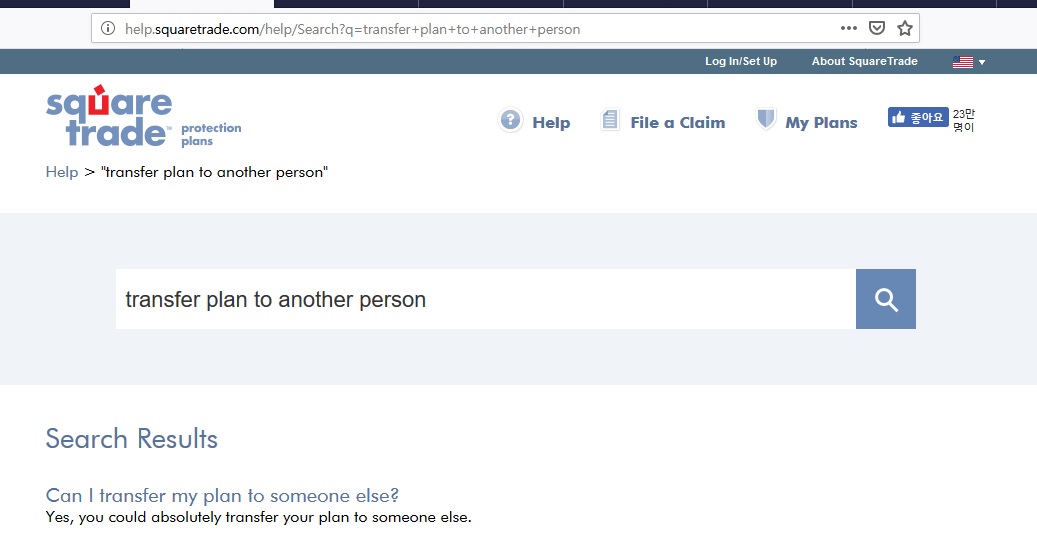 help.squaretrade.com/help/Search?q=transfer+plan+to+another+person
Log In/Set Up About SquareTrade
square
trade™ protection
plans
Help File a Claim My Plans 좋아요 23만
명이
Help > "transfer plan to another person"
transfer plan to another person
Search Results
Can I transfer my plan to someone else?
Yes, you could absolutely transfer your plan to someone else.